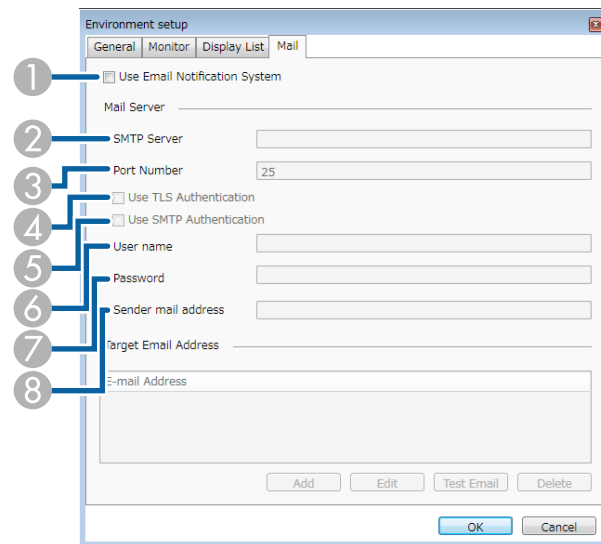 Environment setup
General Monitor Display List Mail
1 Use Email Notification System
Mail Server
2 SMTP Server
3 Port Number 25
4 Use TLS Authentication
5 Use SMTP Authentication
6 User name
7 Password
8 Sender mail address
Target Email Address
E-mail Address
Add Edit Test Email Delete
OK Cancel